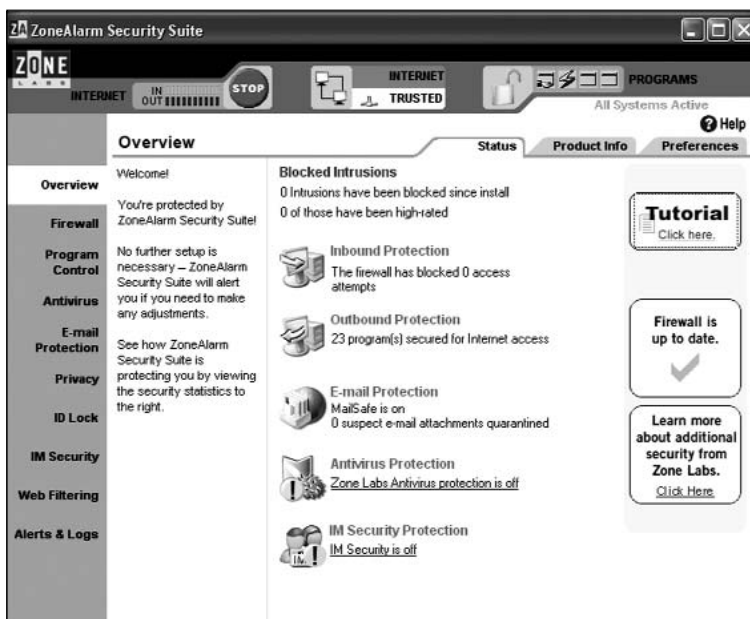 ZA ZoneAlarm Security Suite
ZONE
LABS
INTERNET
IN
OUT
STOP
INTERNET
TRUSTED
PROGRAMS
All Systems Active
Help
Overview
Status
Product Info
Preferences
Overview
Firewall
Program
Control
Antivirus
E-mail
Protection
Privacy
ID Lock
IM Security
Web Filtering
Alerts & Logs
Welcome!
You're protected by
ZoneAlarm Security Suite!
No further setup is
necessary – ZoneAlarm
Security Suite will alert
you if you need to make
any adjustments.
See how ZoneAlarm
Security Suite is
protecting you by viewing
the security statistics to
the right.
Blocked Intrusions
0 Intrusions have been blocked since install
0 of those have been high-rated
Inbound Protection
The firewall has blocked 0 access
attempts
Outbound Protection
23 program(s) secured for Internet access
E-mail Protection
MailSafe is on
0 suspect e-mail attachments quarantined
Antivirus Protection
Zone Labs Antivirus protection is off
IM Security Protection
IM
IM Security is off
Tutorial
Click here.
Firewall is
up to date.
Learn more
about additional
security from
Zone Labs.
Click Here